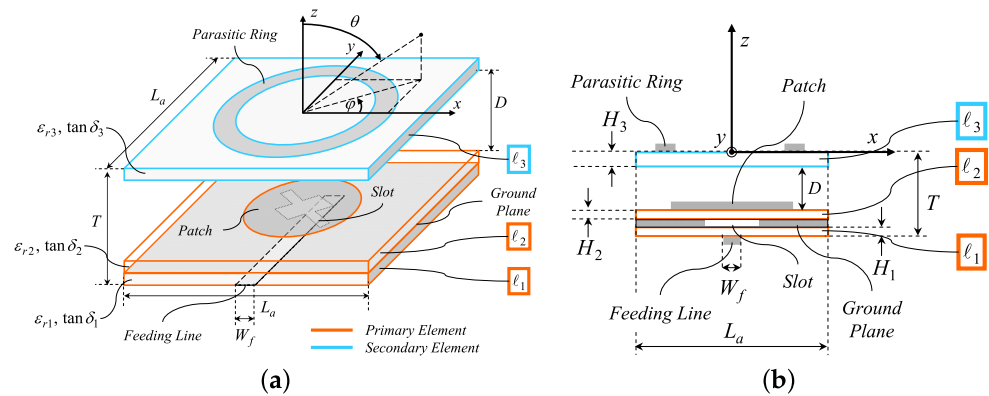 z
θ
Parasitic Ring
y
L_a
φ
x
D
ε_r3, tan δ_3
ℓ_3
T
Slot
Ground
Plane
Patch
ε_r2, tan δ_2
ℓ_2
ℓ_1
ε_r1, tan δ_1
L_a
Feeding Line
W_f
Primary Element
Secondary Element
(a)
z
Parasitic Ring
Patch
H_3
y
x
ℓ_3
ℓ_2
D
T
H_2
H_1
ℓ_1
W_f
Slot
Feeding Line
Ground
Plane
L_a
(b)